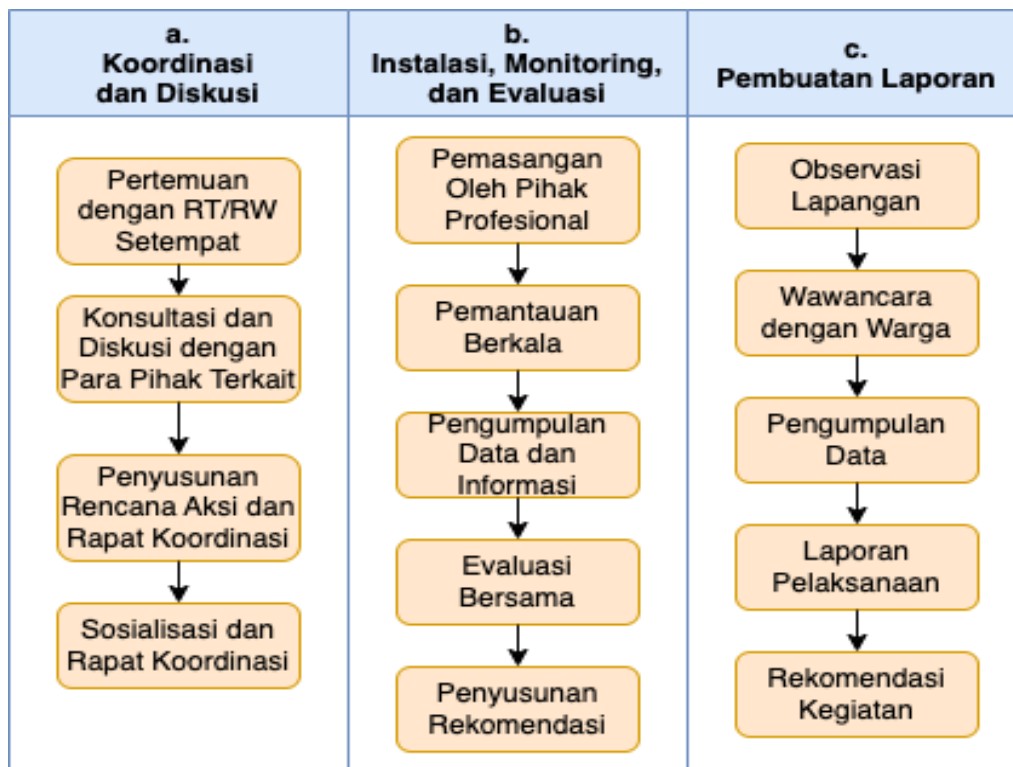 a.
Koordinasi
dan Diskusi
Pertemuan
dengan RT/RW
Setempat
Konsultasi dan
Diskusi dengan
Para Pihak Terkait
Penyusunan
Rencana Aksi dan
Rapat Koordinasi
Sosialisasi dan
Rapat Koordinasi
b.
Instalasi, Monitoring,
dan Evaluasi
Pemasangan
Oleh Pihak
Profesional
Pemantauan
Berkala
Pengumpulan
Data dan
Informasi
Evaluasi
Bersama
Penyusunan
Rekomendasi
c.
Pembuatan Laporan
Observasi
Lapangan
Wawancara
dengan Warga
Pengumpulan
Data
Laporan
Pelaksanaan
Rekomendasi
Kegiatan